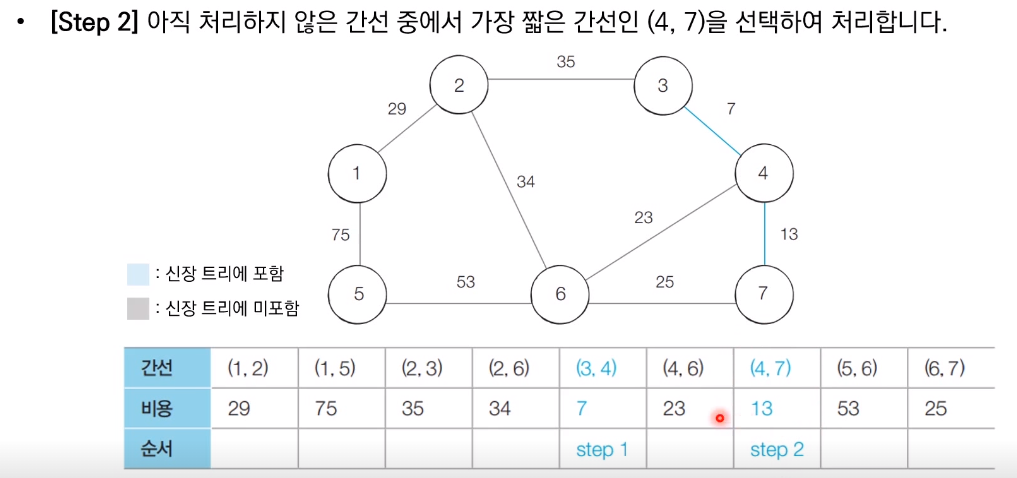 • [Step 2] 아직 처리하지 않은 간선 중에서 가장 짧은 간선인 (4, 7)을 선택하여 처리합니다.
35
2
3
29
7
1
4
34
23
75
13
: 신장 트리에 포함
53
25
5
6
7
: 신장 트리에 미포함
간선 (1, 2) (1, 5) (2, 3) (2, 6) (3, 4) (4, 6) (4, 7) (5, 6) (6, 7)
비용 29 75 35 34 7 23 13 53 25
순서 step 1 step 2